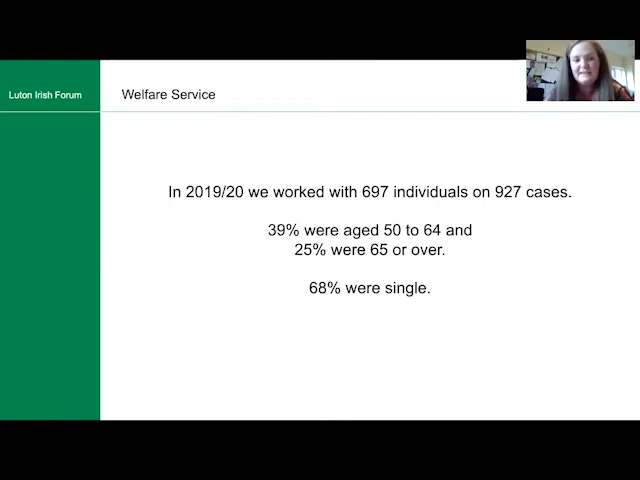 Luton Irish Forum
Welfare Service
In 2019/20 we worked with 697 individuals on 927 cases.
39% were aged 50 to 64 and
25% were 65 or over.
68% were single.